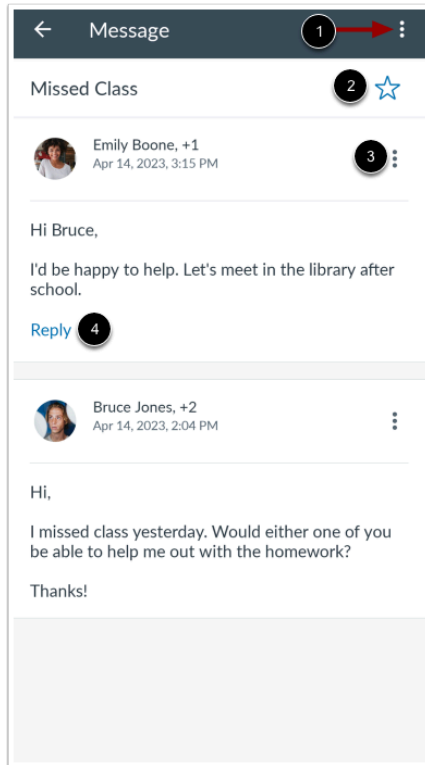 Message
1
Missed Class
2
Emily Boone, +1
Apr 14, 2023, 3:15 PM
3
Hi Bruce,
I'd be happy to help. Let's meet in the library after
school.
Reply
4
Bruce Jones, +2
Apr 14, 2023, 2:04 PM
Hi,
I missed class yesterday. Would either one of you
be able to help me out with the homework?
Thanks!